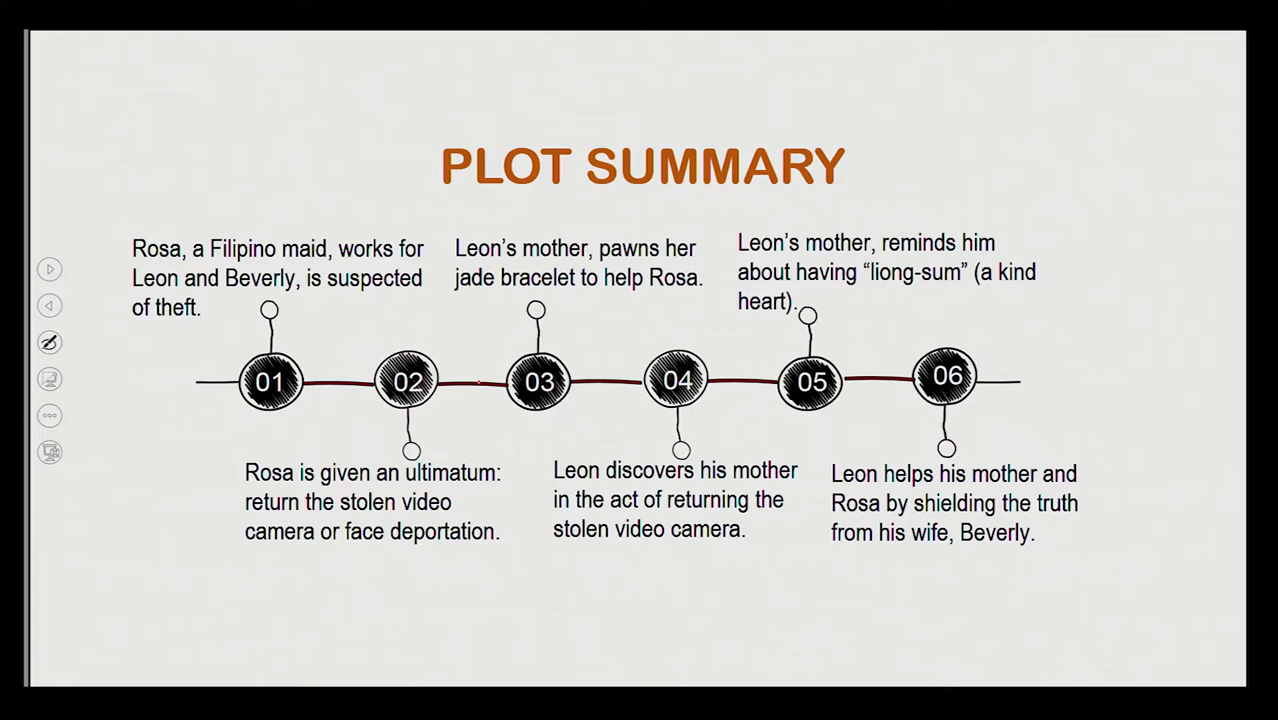 PLOT SUMMARY
Rosa, a Filipino maid, works for
Leon and Beverly, is suspected
of theft.
Leon's mother, pawns her
jade bracelet to help Rosa.
Leon's mother, reminds him
about having “liong-sum” (a kind
heart).
01
02
03
04
05
06
Rosa is given an ultimatum:
return the stolen video
camera or face deportation.
Leon discovers his mother
in the act of returning the
stolen video camera.
Leon helps his mother and
Rosa by shielding the truth
from his wife, Beverly.